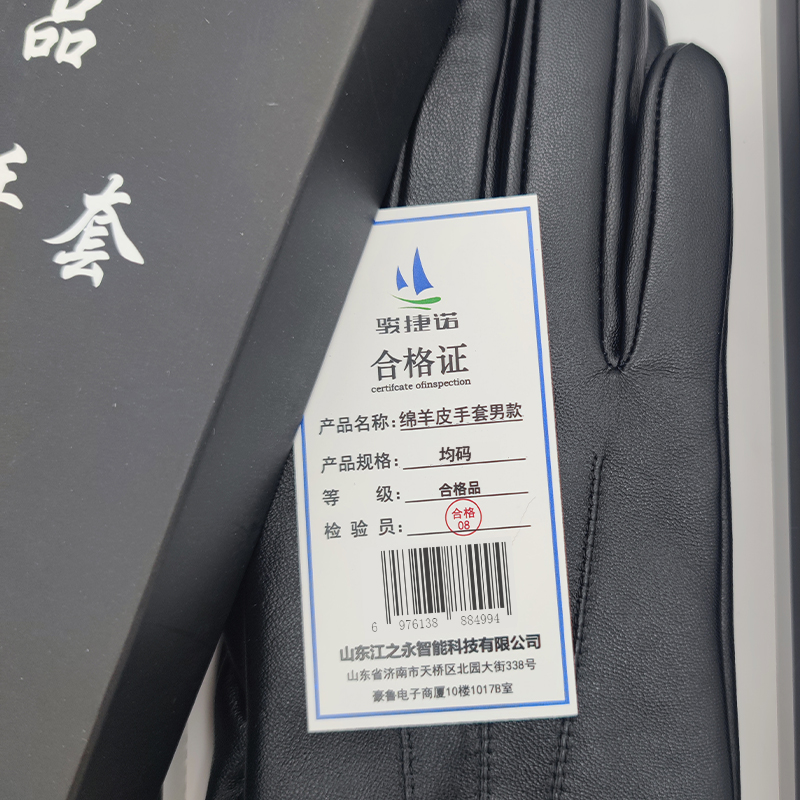 品
套
骏捷诺
合格证
certifcate ofinspection
产品名称: 绵羊皮手套男款
产品规格: 均码
等 级: 合格品
检 验 员: 合格 08
6 976138 884994
山东江之永智能科技有限公司
山东省济南市天桥区北园大街338号
豪鲁电子商厦10楼1017B室